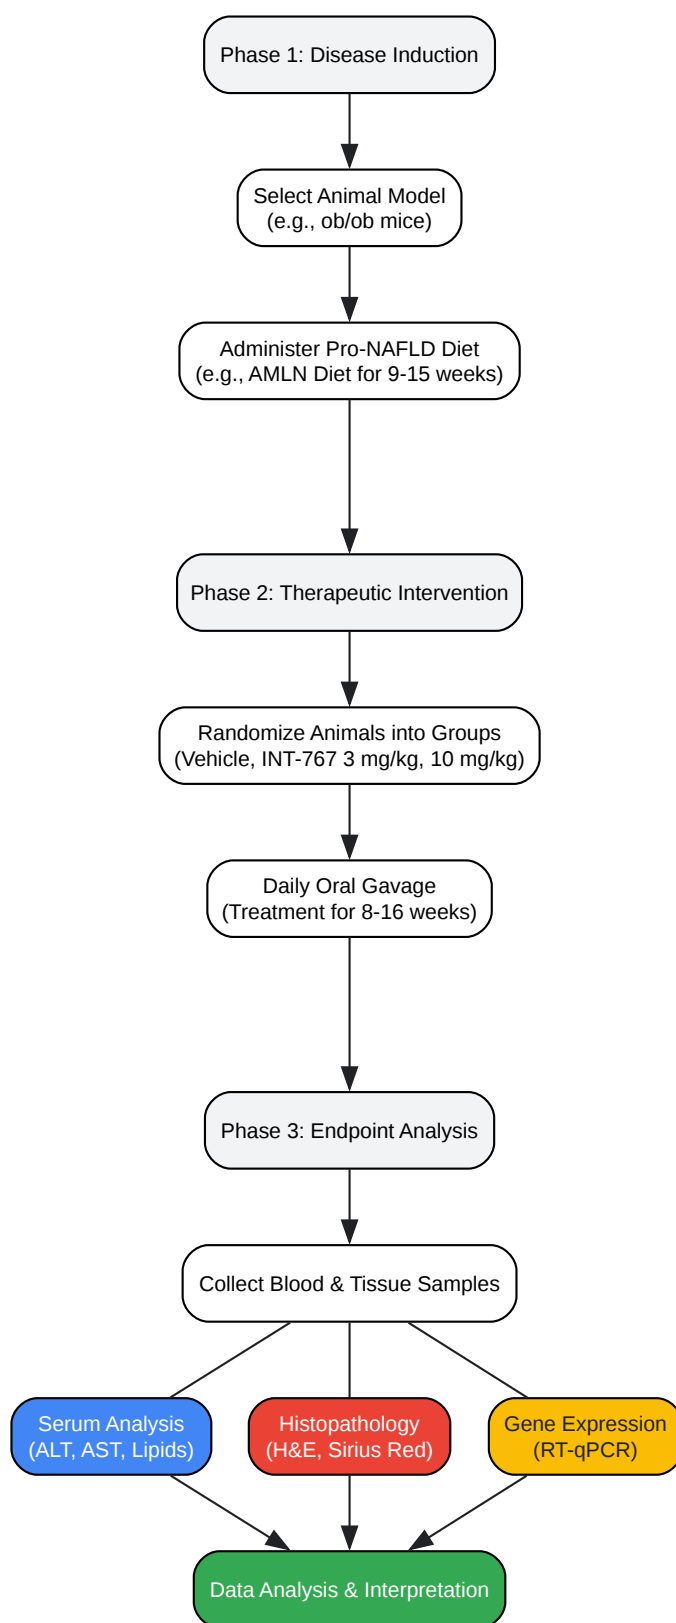 Phase 1: Disease Induction
Select Animal Model
(e.g., ob/ob mice)
Administer Pro-NAFLD Diet
(e.g., AMLN Diet for 9-15 weeks)
Phase 2: Therapeutic Intervention
Randomize Animals into Groups
(Vehicle, INT-767 3 mg/kg, 10 mg/kg)
Daily Oral Gavage
(Treatment for 8-16 weeks)
Phase 3: Endpoint Analysis
Collect Blood & Tissue Samples
Serum Analysis
(ALT, AST, Lipids)
Histopathology
(H&E, Sirius Red)
Gene Expression
(RT-qPCR)
Data Analysis & Interpretation